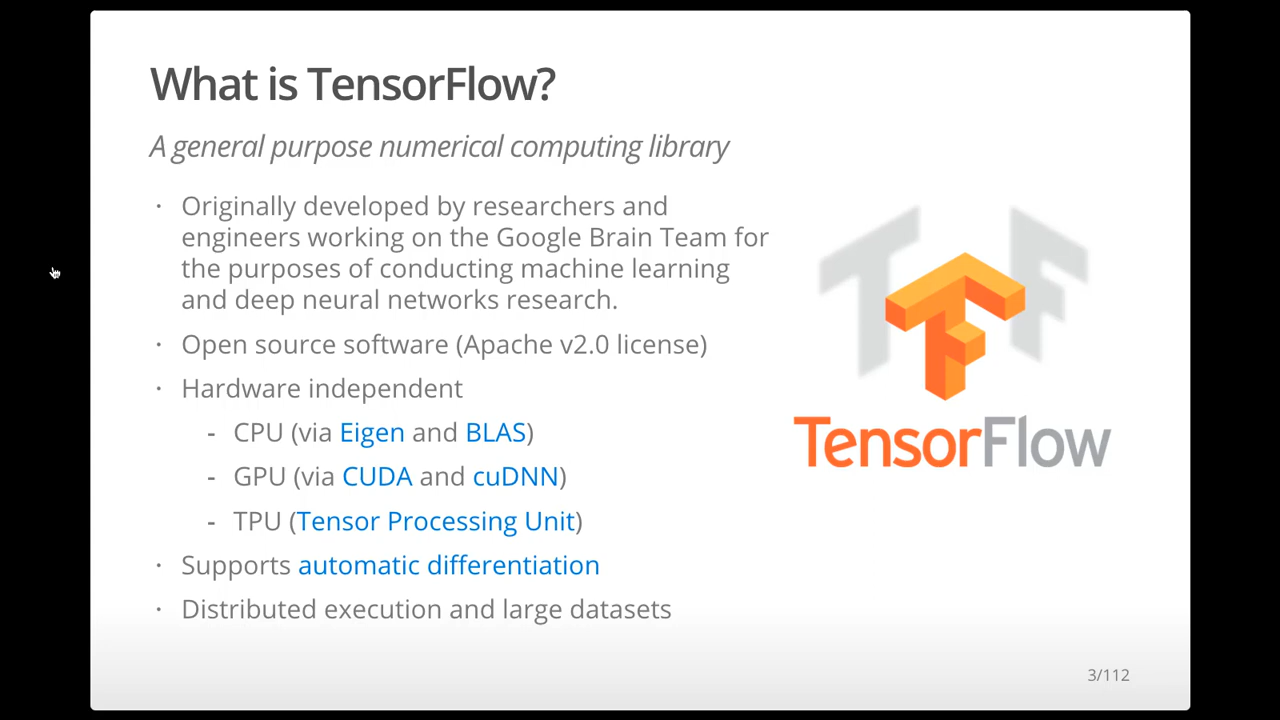 What is TensorFlow?
A general purpose numerical computing library
· Originally developed by researchers and
engineers working on the Google Brain Team for
the purposes of conducting machine learning
and deep neural networks research.
· Open source software (Apache v2.0 license)
· Hardware independent
- CPU (via Eigen and BLAS)
- GPU (via CUDA and cuDNN)
- TPU (Tensor Processing Unit)
· Supports automatic differentiation
· Distributed execution and large datasets
TensorFlow
3/112